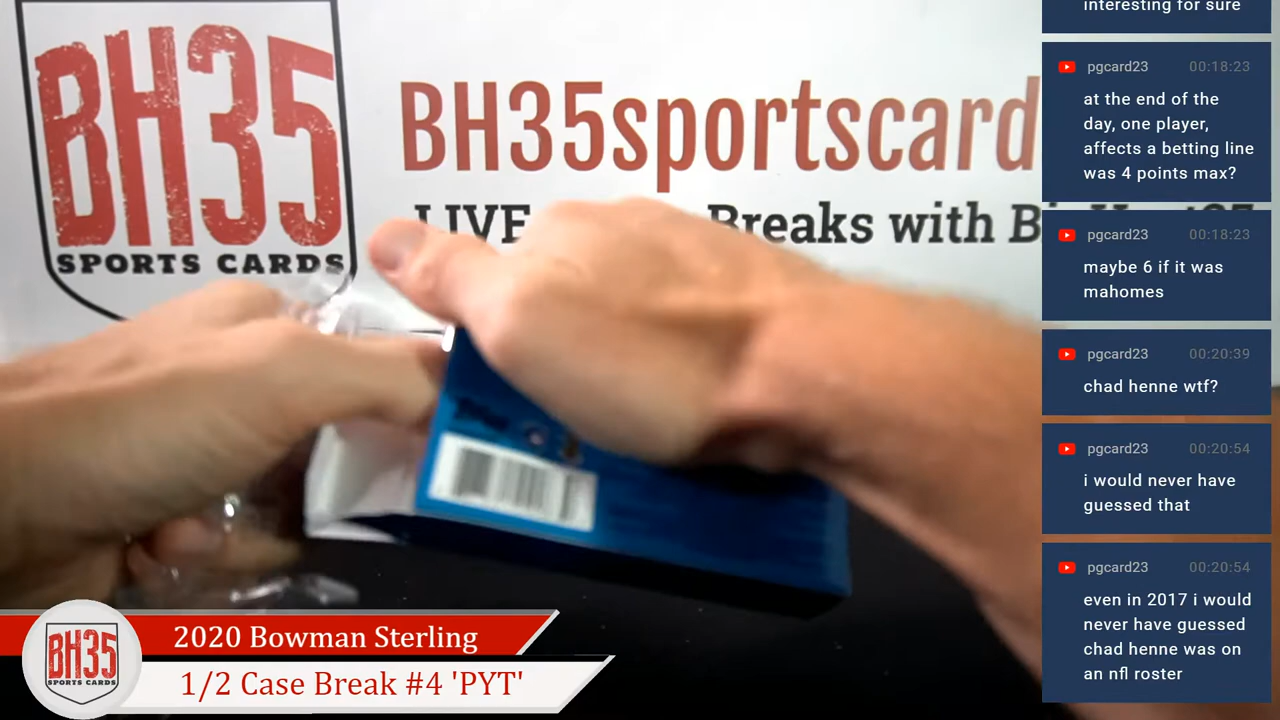 BH35
SPORTS CARDS
BH35sportscard
LIVE Breaks with
interesting for sure
pgcard23 00:18:23
at the end of the
day, one player,
affects a betting line
was 4 points max?
pgcard23 00:18:23
maybe 6 if it was
mahomes
pgcard23 00:20:39
chad henne wtf?
pgcard23 00:20:54
i would never have
guessed that
pgcard23 00:20:54
even in 2017 i would
never have guessed
chad henne was on
an nfl roster
BH35
SPORTS CARDS
2020 Bowman Sterling
1/2 Case Break #4 'PYT'